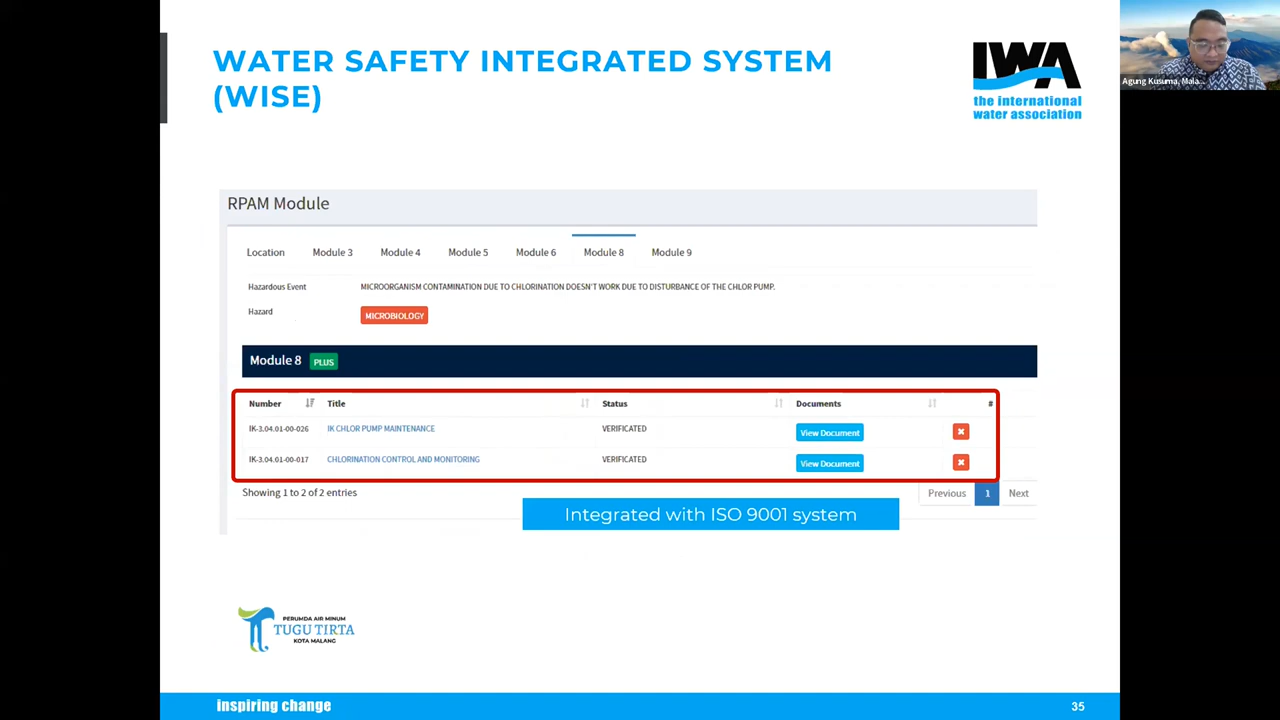 WATER SAFETY INTEGRATED SYSTEM
(WISE)
IWA
the international
water association
Agung Kusuma, Mala...
RPAM Module
Location Module 3 Module 4 Module 5 Module 6 Module 8 Module 9
Hazardous Event MICROORGANISM CONTAMINATION DUE TO CHLORINATION DOESN'T WORK DUE TO DISTURBANCE OF THE CHLOR PUMP.
Hazard MICROBIOLOGY
Module 8 PLUS
Number Title Status Documents #
IK-3.04.01-00-026 IK CHLOR PUMP MAINTENANCE VERIFICATED View Document
IK-3.04.01-00-017 CHLORINATION CONTROL AND MONITORING VERIFICATED View Document
Showing 1 to 2 of 2 entries Previous 1 Next
Integrated with ISO 9001 system
PERUMDA AIR MINUM
TUGU TIRTA
KOTA MALANG
inspiring change 35